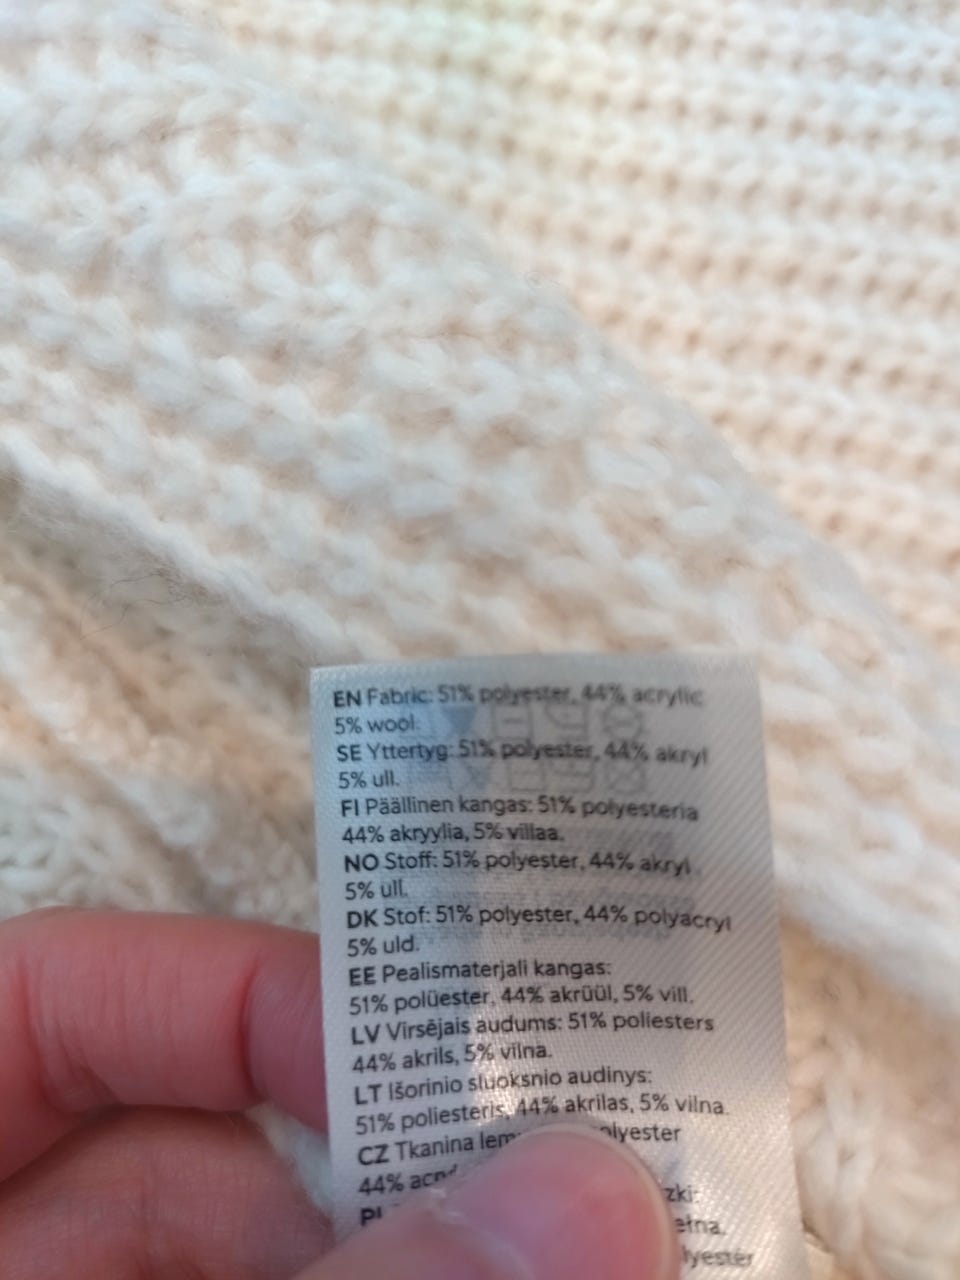 EN Fabric: 51% polyester, 44% acrylic
5% wool.
SE Yttertyg: 51% polyester, 44% akryl
5% ull.
FI Päällinen kangas: 51% polyesteria
44% akryylia, 5% villaa.
NO Stoff: 51% polyester, 44% akryl
5% ull.
DK Stof: 51% polyester, 44% polyacryl
5% uld.
EE Pealismaterjali kangas:
51% polüester, 44% akrüül, 5% vill.
LV Virsējais audums: 51% poliesters
44% akrils, 5% vilna.
LT Išorinio sluoksnio audinys:
51% poliesteris, 44% akrilas, 5% vilna.
CZ Tkanina
44%